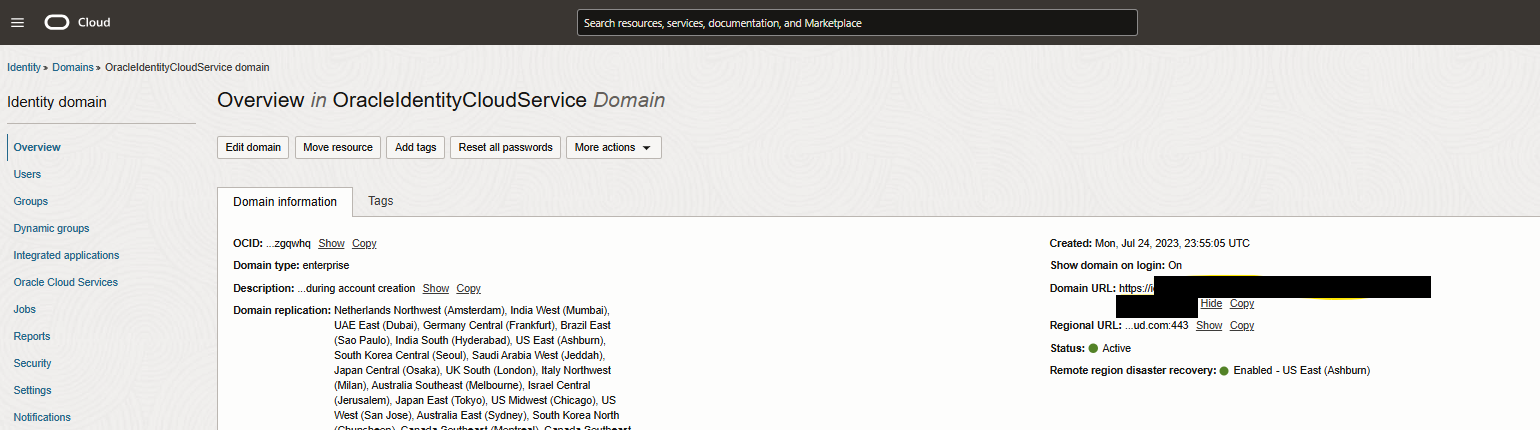 Cloud
Search resources, services, documentation, and Marketplace
Identity » Domains » OracleIdentityCloudService domain
Identity domain
Overview
Users
Groups
Dynamic groups
Integrated applications
Oracle Cloud Services
Jobs
Reports
Security
Settings
Notifications
Overview in OracleIdentityCloudService Domain
Edit domain
Move resource
Add tags
Reset all passwords
More actions
Domain information
Tags
OCID: ...zgqwhq Show Copy
Domain type: enterprise
Description: ...during account creation Show Copy
Domain replication: Netherlands Northwest (Amsterdam), India West (Mumbai),
UAE East (Dubai), Germany Central (Frankfurt), Brazil East
(Sao Paulo), India South (Hyderabad), US East (Ashburn),
South Korea Central (Seoul), Saudi Arabia West (Jeddah),
Japan Central (Osaka), UK South (London), Italy Northwest
(Milan), Australia Southeast (Melbourne), Israel Central
(Jerusalem), Japan East (Tokyo), US Midwest (Chicago), US
West (San Jose), Australia East (Sydney), South Korea North
(Chuncheon), Canada Southeast (Montreal), Canada Southeast
Created: Mon, Jul 24, 2023, 23:55:05 UTC
Show domain on login: On
Domain URL: https://
Hide Copy
Regional URL: ...ud.com:443 Show Copy
Status: Active
Remote region disaster recovery: Enabled - US East (Ashburn)